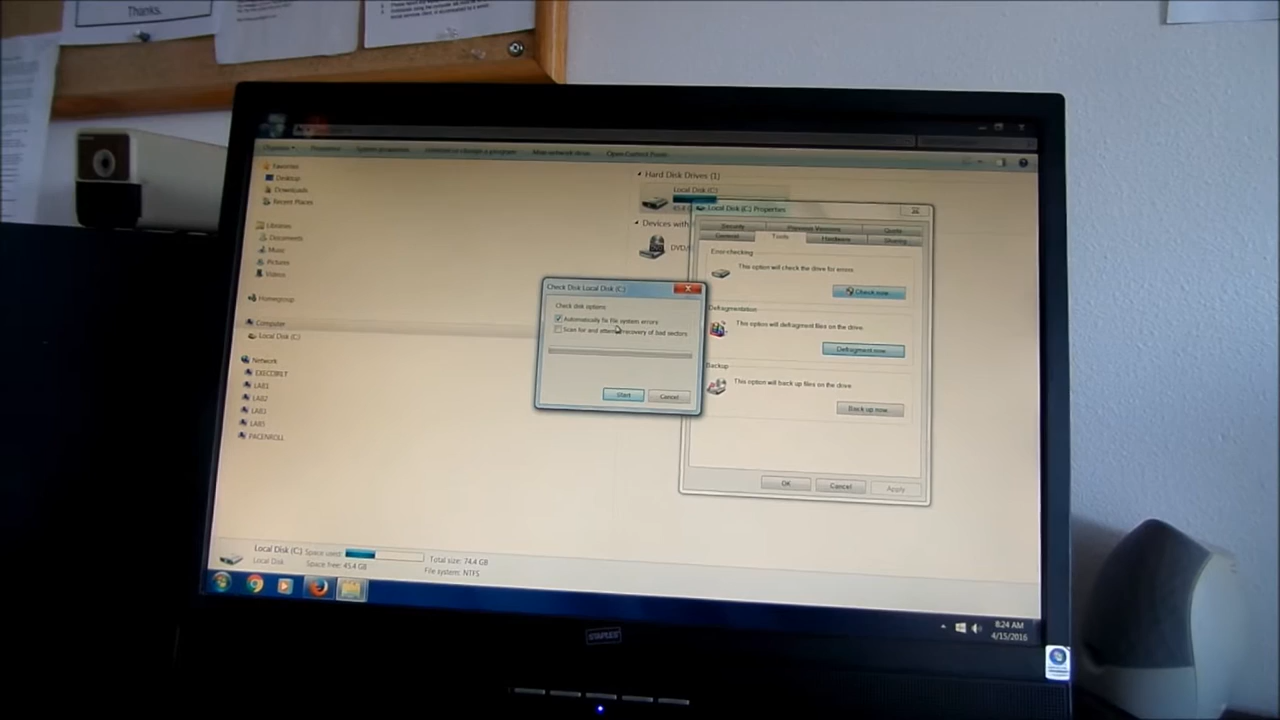 Thanks.
Organize
Properties
System properties
Uninstall or change a program
Map network drive
Open Control Panel
Favorites
Desktop
Downloads
Recent Places
Libraries
Documents
Music
Pictures
Videos
Homegroup
Computer
Local Disk (C:)
Network
LAB1
LAB2
LAB3
LAB5
PACENROLL
Hard Disk Drives (1)
Local Disk (C:)
45.4 G
Devices with
DVD
Local Disk (C:) Properties
Security
Previous Versions
Quota
General
Tools
Hardware
Sharing
Error-checking
This option will check the drive for errors.
Check now...
Defragmentation
This option will defragment files on the drive.
Defragment now...
Backup
This option will back up files on the drive.
Back up now...
OK
Cancel
Apply
Check Disk Local Disk (C:)
Check disk options
Automatically fix file system errors
Scan for and attempt recovery of bad sectors
Start
Cancel
Local Disk (C:) Space used:
Total size: 74.4 GB
Local Disk
Space free: 45.4 GB
File system: NTFS
8:24 AM
4/15/2016
STAPLES